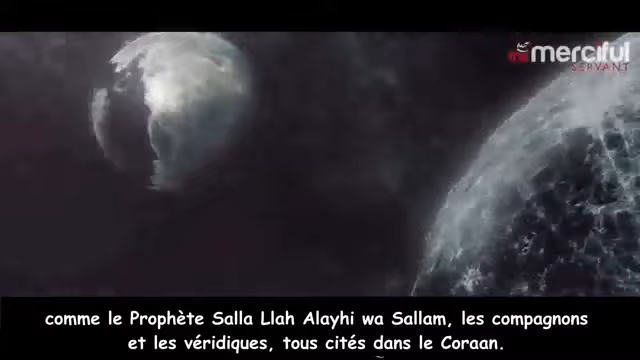 merciful
SERVANT
comme le Prophète Salla Llah Alayhi wa Sallam, les compagnons
et les véridiques, tous cités dans le Coraan.